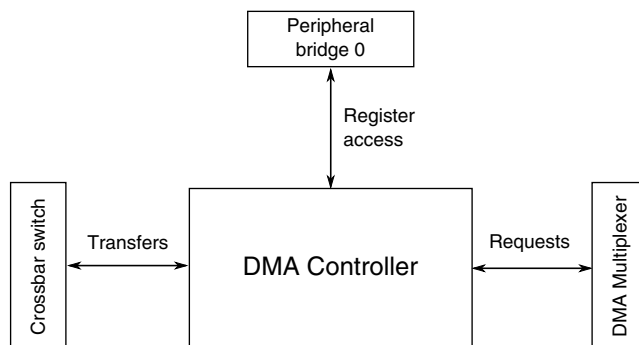 Peripheral
bridge 0
Register
access
Crossbar switch
Transfers
DMA Controller
Requests
DMA Multiplexer